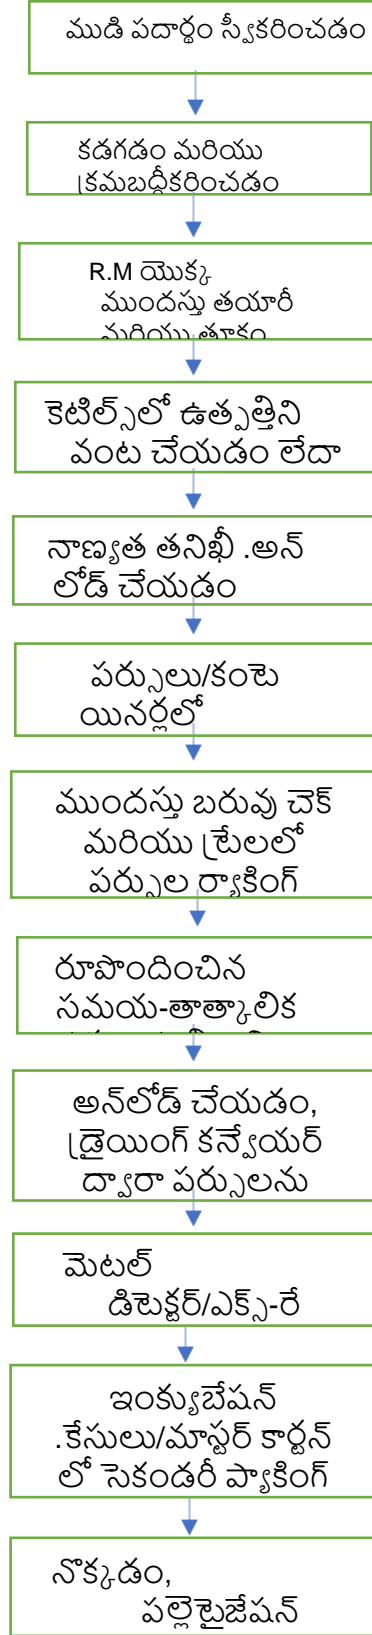 ముడి పదార్థం స్వీకరించడం
కడగడం మరియు
క్రమబద్ధీకరించడం
R.M యొక్క
ముందస్తు తయారీ
మరియు తూకం
కెటిల్స్‌లో ఉత్పత్తిని
వంట చేయడం లేదా
నాణ్యత తనిఖీ .అన్
లోడ్ చేయడం
పర్సులు/కంటె
యినర్లలో
ముందస్తు బరువు చెక్
మరియు ట్రేలలో
పర్సుల ర్యాకింగ్
రూపొందించిన
సమయ-తాత్కాలిక
అన్‌లోడ్ చేయడం,
డ్రైయింగ్ కన్వేయర్
ద్వారా పర్సులను
మెటల్
డిటెక్టర్/ఎక్స్-రే
ఇంక్యుబేషన్
.కేసులు/మాస్టర్ కార్టన్
లో సెకండరీ ప్యాకింగ్
నొక్కడం,
పల్లెటైజేషన్